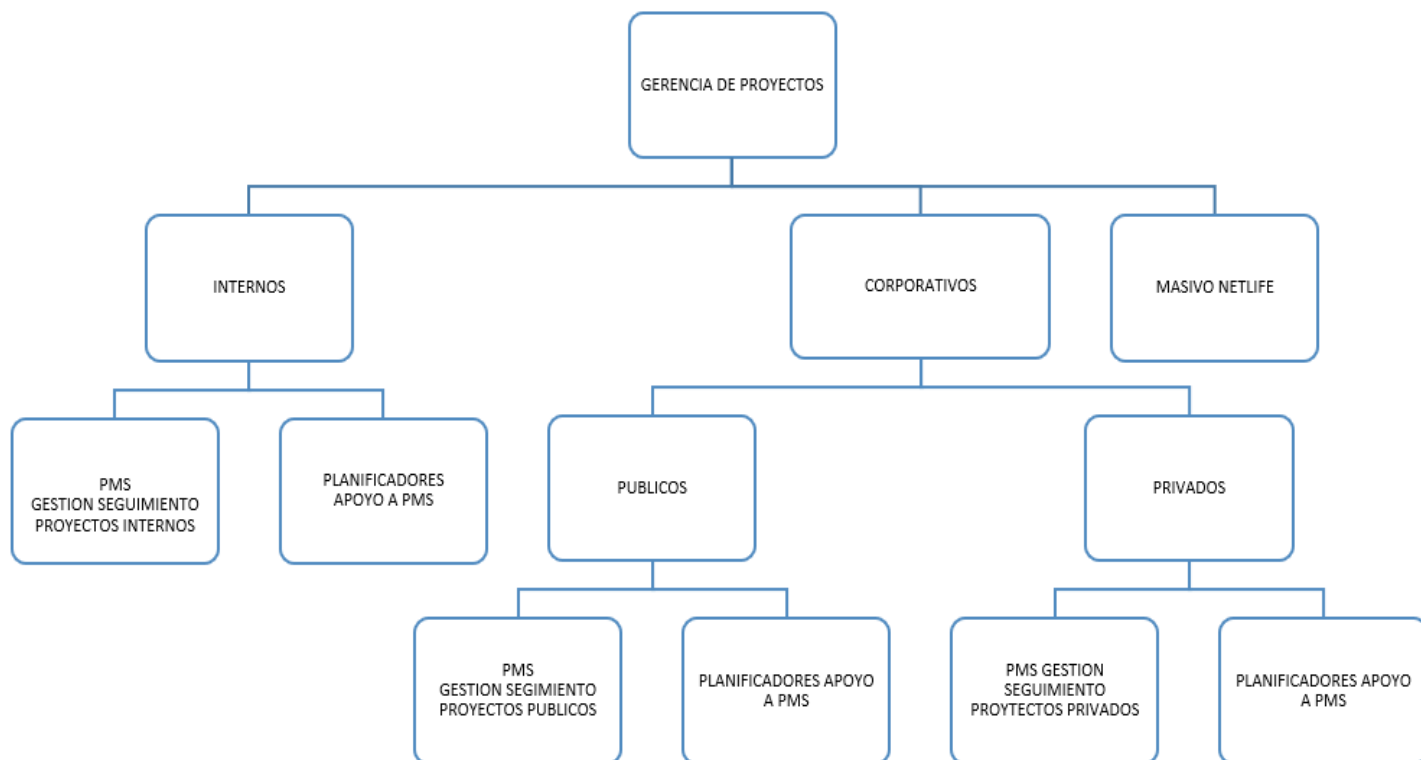 GERENCIA DE PROYECTOS
INTERNOS
CORPORATIVOS
MASIVO NETLIFE
PMS
GESTION SEGUIMIENTO
PROYECTOS INTERNOS
PLANIFICADORES
APOYO A PMS
PUBLICOS
PRIVADOS
PMS
GESTION SEGIMIENTO
PROYECTOS PUBLICOS
PLANIFICADORES APOYO
A PMS
PMS GESTION
SEGUIMIENTO
PROYTECTOS PRIVADOS
PLANIFICADORES APOYO
A PMS